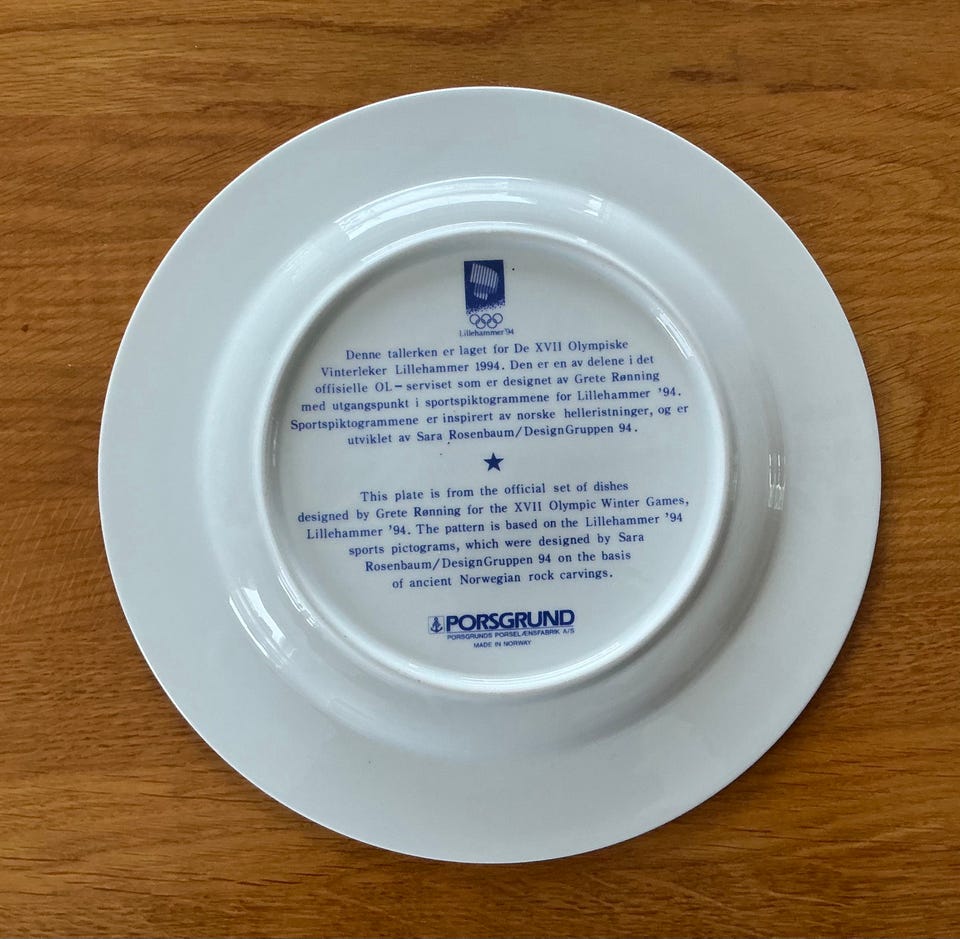 Lillehammer'94
Denne tallerken er laget for De XVII Olympiske
Vinterleker Lillehammer 1994. Den er en av delene i det
offisielle OL-serviset som er designet av Grete Rønning
med utgangspunkt i sportspiktogrammene for Lillehammer '94.
Sportspiktogrammene er inspirert av norske helleristninger, og er
utviklet av Sara Rosenbaum/DesignGruppen 94.
This plate is from the official set of dishes
designed by Grete Rønning for the XVII Olympic Winter Games,
Lillehammer '94. The pattern is based on the Lillehammer '94
sports pictograms, which were designed by Sara
Rosenbaum/DesignGruppen 94 on the basis
of ancient Norwegian rock carvings.
PORSGRUND
PORSGRUNDS PORSELÆNSFABRIK A/S
MADE IN NORWAY